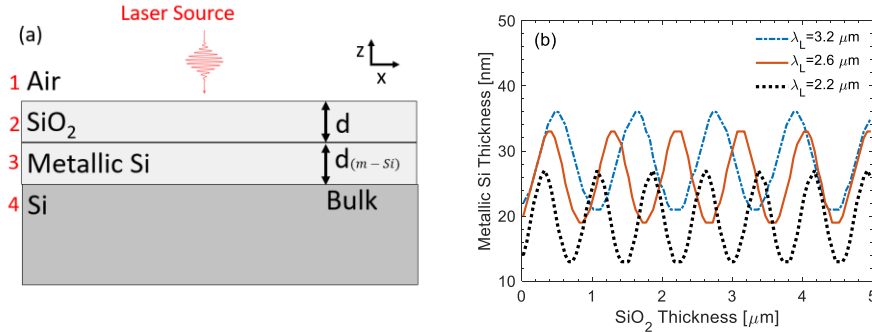 Laser Source
(a)
z
x
1 Air
2 SiO₂ d
3 Metallic Si d(m − Si)
4 Si Bulk
(b)
λL=3.2 μm
λL=2.6 μm
λL=2.2 μm
Metallic Si Thickness [nm]
50
40
30
20
10
0 1 2 3 4 5
SiO₂ Thickness [μm]